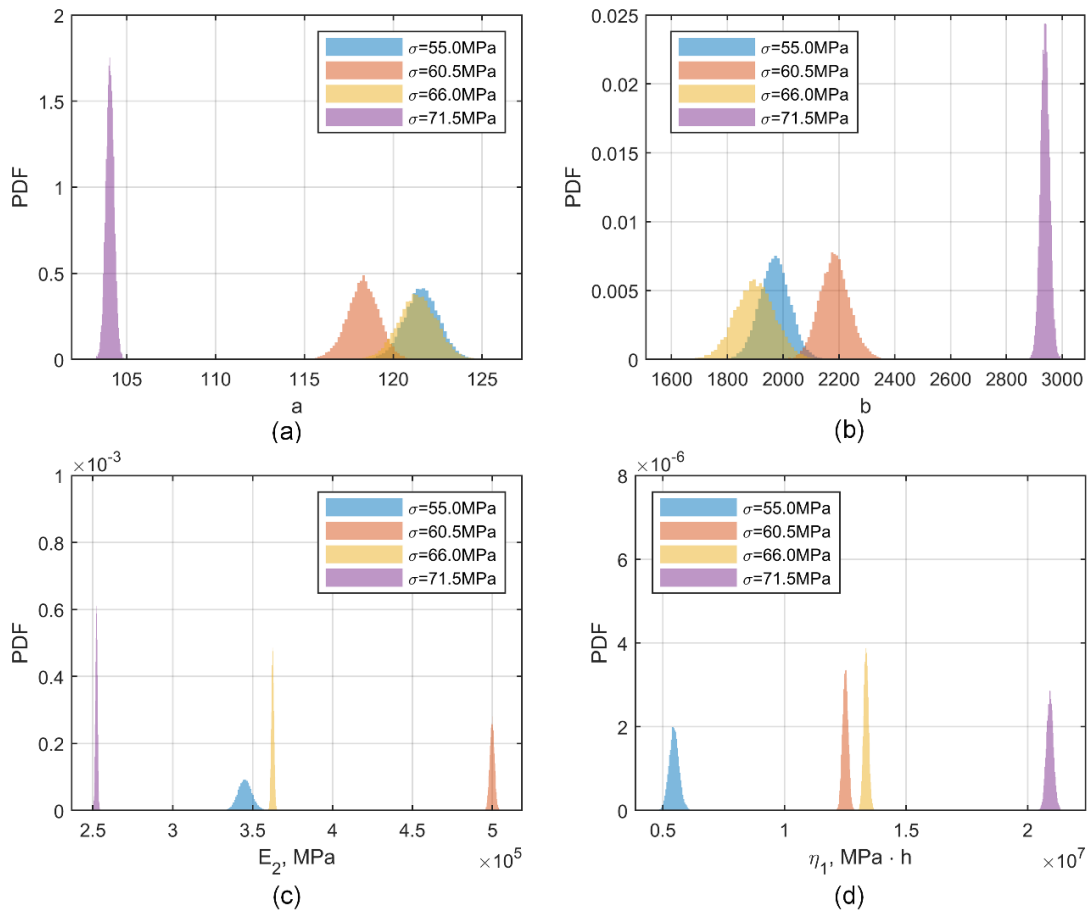 2
1.5
1
0.5
0
PDF
σ=55.0MPa
σ=60.5MPa
σ=66.0MPa
σ=71.5MPa
105 110 115 120 125
a
(a)
0.025
0.02
0.015
0.01
0.005
0
PDF
σ=55.0MPa
σ=60.5MPa
σ=66.0MPa
σ=71.5MPa
1600 1800 2000 2200 2400 2600 2800 3000
b
(b)
×10⁻³
1
0.8
0.6
0.4
0.2
0
PDF
σ=55.0MPa
σ=60.5MPa
σ=66.0MPa
σ=71.5MPa
2.5 3 3.5 4 4.5 5
E₂, MPa ×10⁵
(c)
×10⁻⁶
8
6
4
2
0
PDF
σ=55.0MPa
σ=60.5MPa
σ=66.0MPa
σ=71.5MPa
0.5 1 1.5 2
η₁, MPa · h ×10⁷
(d)